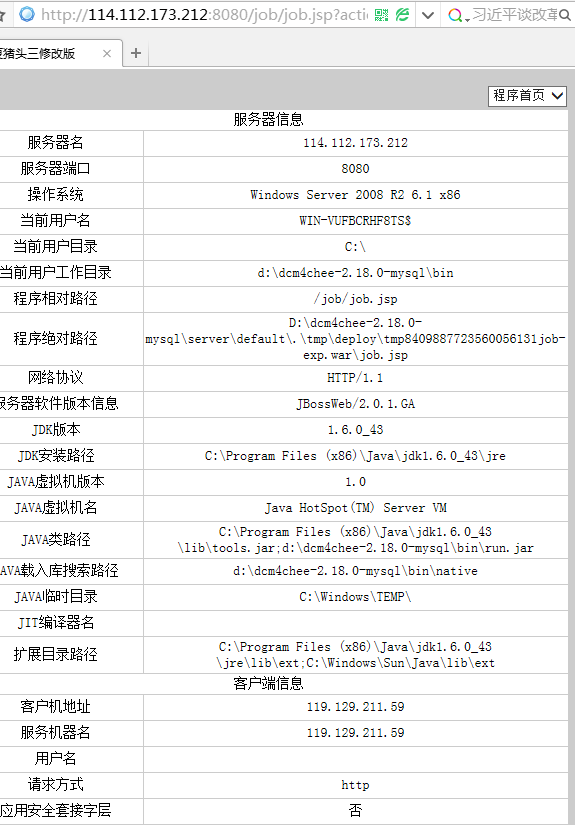 http://114.112.173.212:8080/job/job.jsp?actio
习近平谈改革
猪头三修改版
程序首页
服务器信息
服务器名 114.112.173.212
服务器端口 8080
操作系统 Windows Server 2008 R2 6.1 x86
当前用户名 WIN-VUFBCRHF8TS$
当前用户目录 C:\
当前用户工作目录 d:\dcm4chee-2.18.0-mysql\bin
程序相对路径 /job/job.jsp
程序绝对路径 D:\dcm4chee-2.18.0-
mysql\server\default\.\tmp\deploy\tmp8409887723560056131job-
exp.war\job.jsp
网络协议 HTTP/1.1
服务器软件版本信息 JBossWeb/2.0.1.GA
JDK版本 1.6.0_43
JDK安装路径 C:\Program Files (x86)\Java\jdk1.6.0_43\jre
JAVA虚拟机版本 1.0
JAVA虚拟机名 Java HotSpot(TM) Server VM
JAVA类路径 C:\Program Files (x86)\Java\jdk1.6.0_43
\lib\tools.jar;d:\dcm4chee-2.18.0-mysql\bin\run.jar
AVA载入库搜索路径 d:\dcm4chee-2.18.0-mysql\bin\native
JAVA临时目录 C:\Windows\TEMP\
JIT编译器名
扩展目录路径 C:\Program Files (x86)\Java\jdk1.6.0_43
\jre\lib\ext;C:\Windows\Sun\Java\lib\ext
客户端信息
客户机地址 119.129.211.59
服务机器名 119.129.211.59
用户名
请求方式 http
应用安全套接字层 否